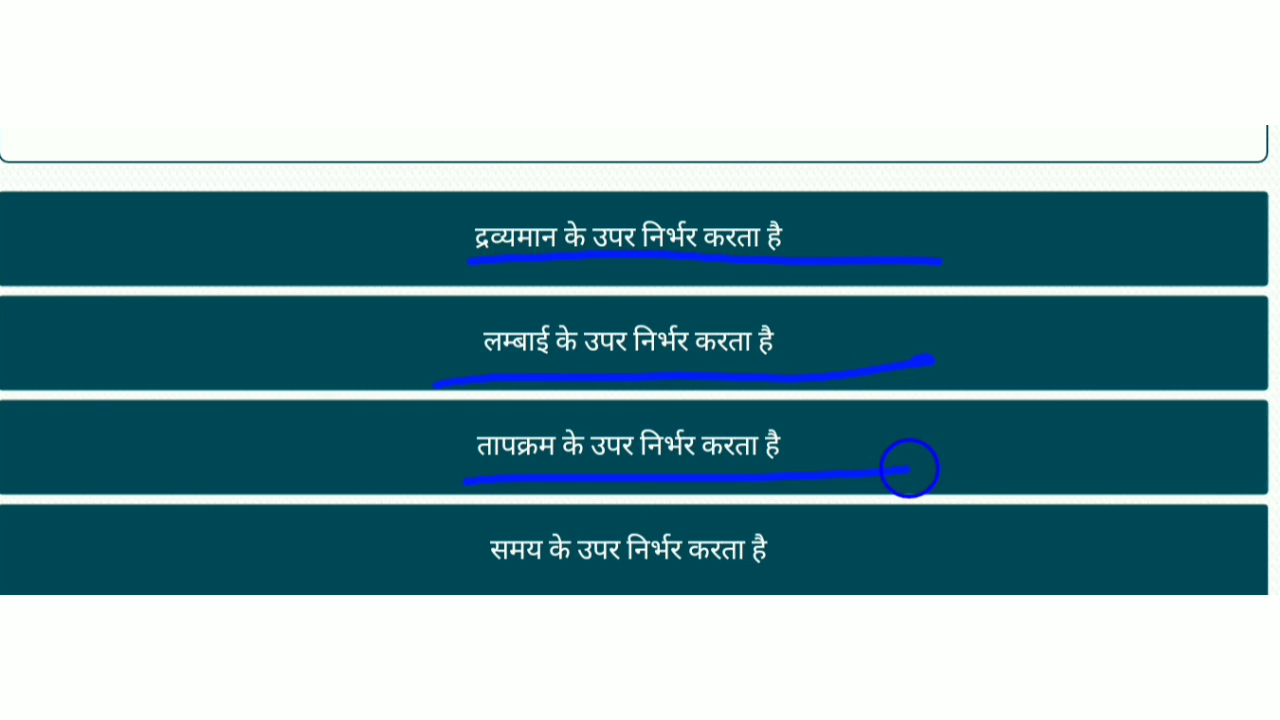 द्रव्यमान के उपर निर्भर करता है
लम्बाई के उपर निर्भर करता है
तापक्रम के उपर निर्भर करता है
समय के उपर निर्भर करता है